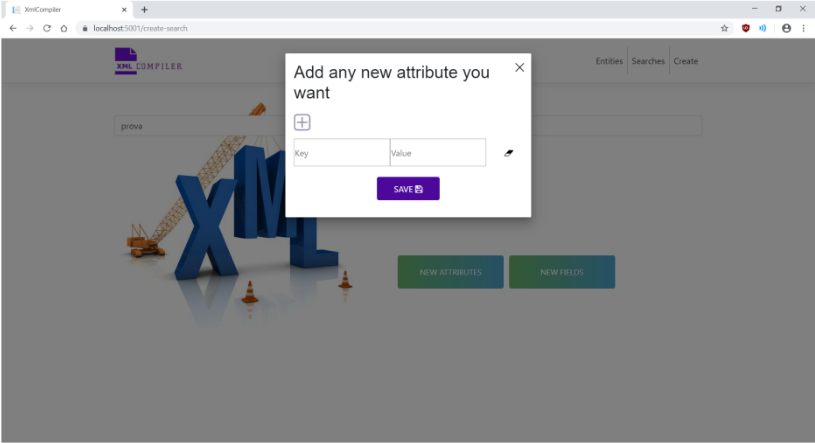 XmlCompiler
localhost:5001/create-search
XML COMPILER
Entities
Searches
Create
Add any new attribute you
want
prova
Key
Value
SAVE
XML
NEW ATTRIBUTES
NEW FIELDS